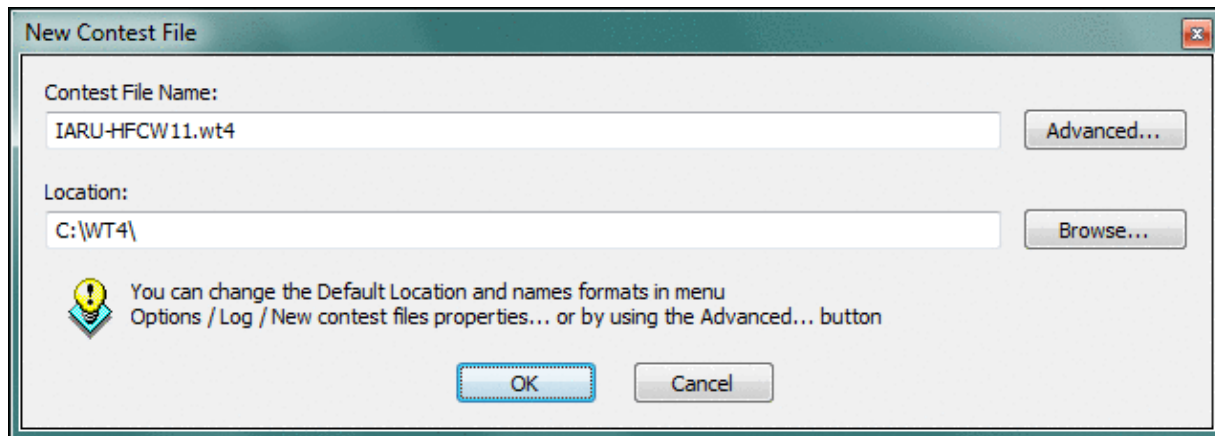 New Contest File
Contest File Name:
IARU-HFCW11.wt4
Advanced...
Location:
C:\WT4\
Browse...
You can change the Default Location and names formats in menu
Options / Log / New contest files properties... or by using the Advanced... button
OK
Cancel